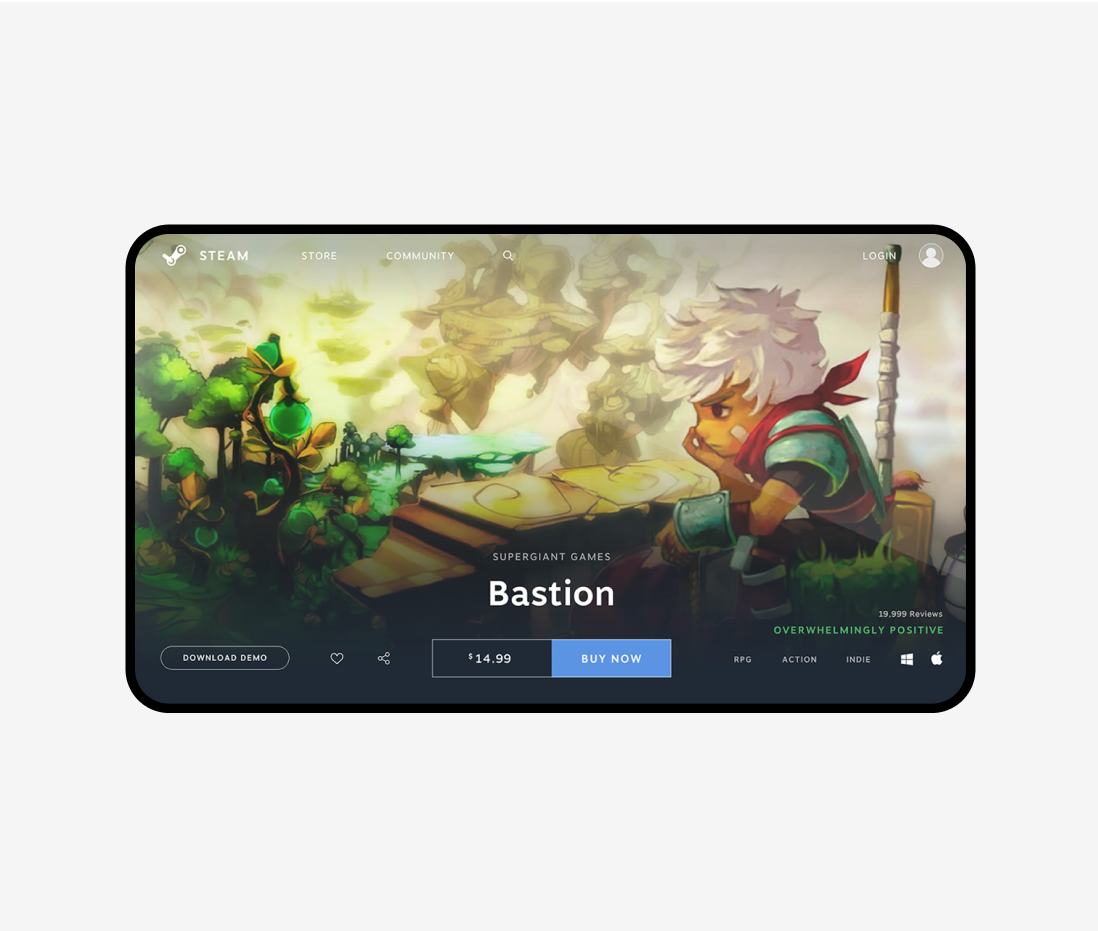 STEAM STORE COMMUNITY LOGIN
SUPERGIANT GAMES
Bastion
19,999 Reviews
OVERWHELMINGLY POSITIVE
DOWNLOAD DEMO $14.99 BUY NOW RPG ACTION INDIE